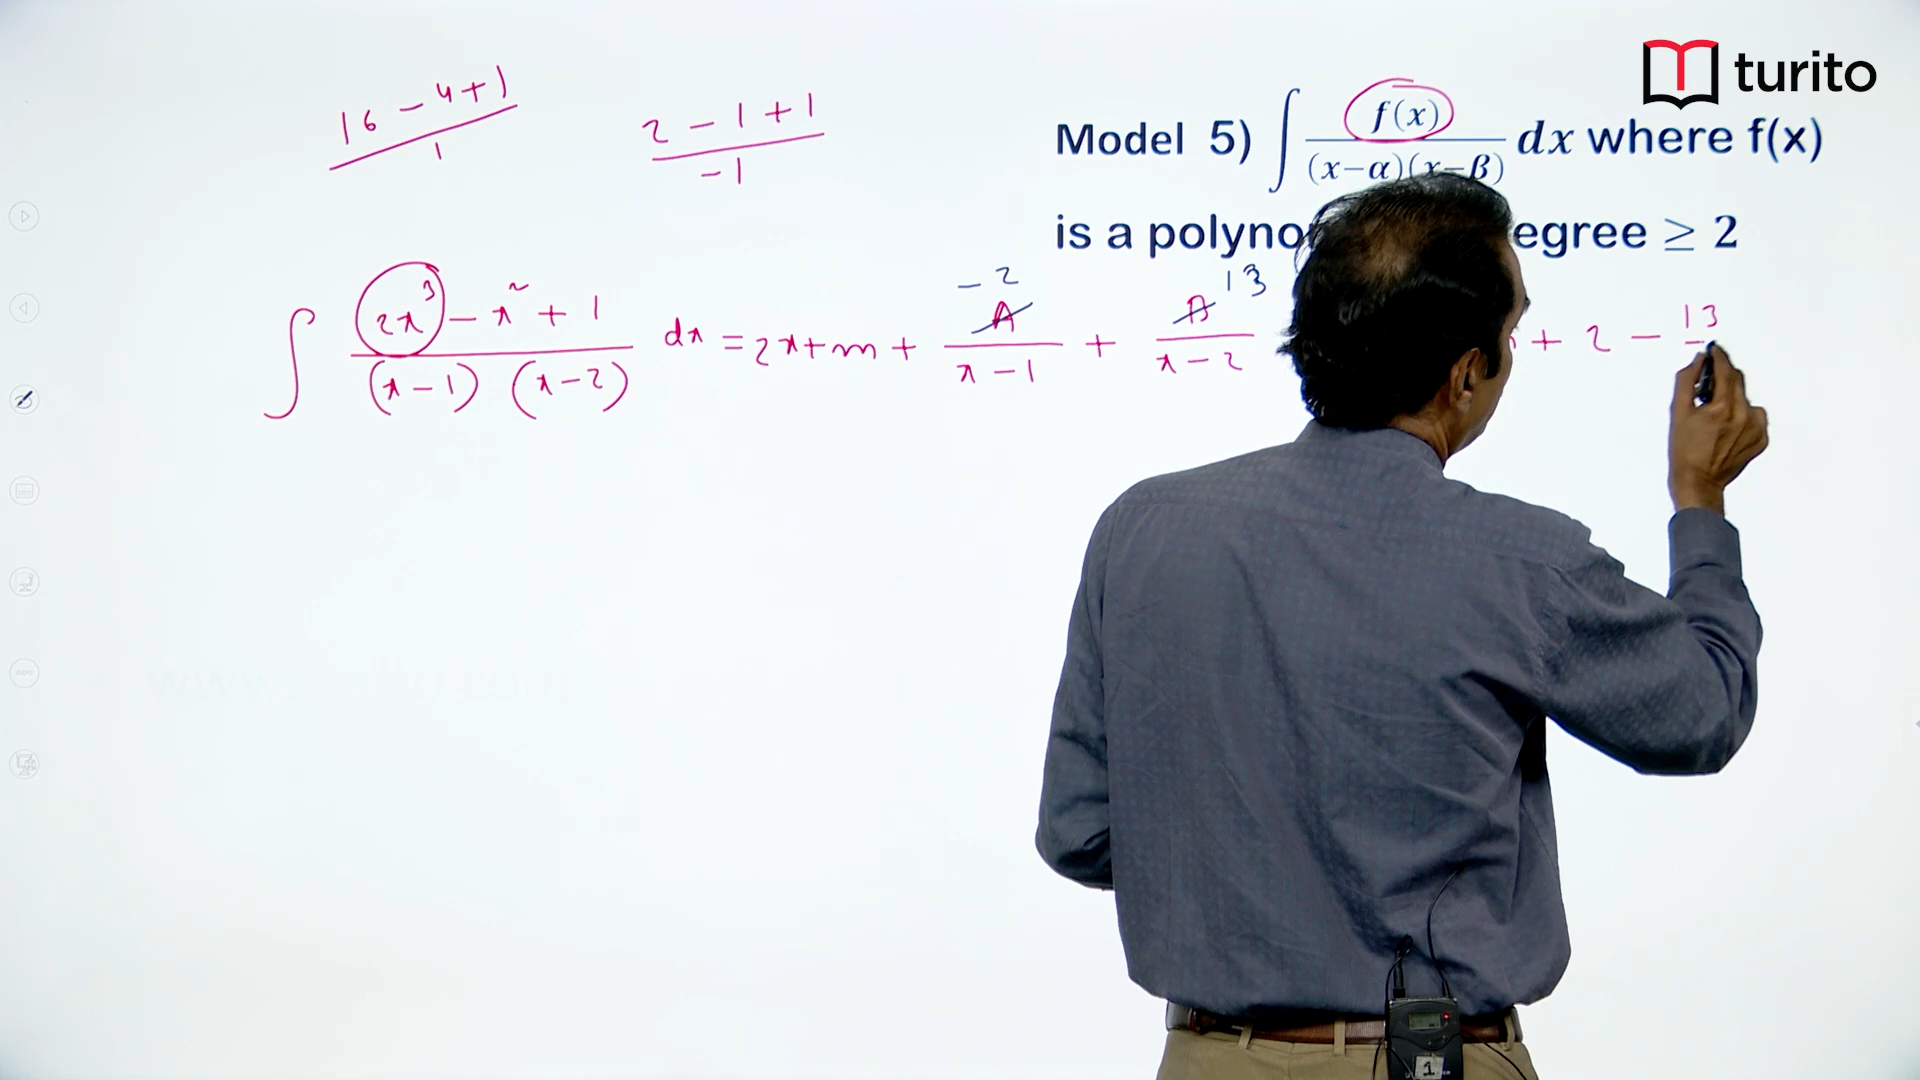 turito
16 - 4 + 1
1
2 - 1 + 1
-1
Model 5) ∫ f(x) / (x-α)(x-β) dx where f(x)
is a polyno egree ≥ 2
∫ 2x³ - x² + 1 / (x - 1) (x - 2) dx = 2x + m + A / x - 1 + / x - 2 + 2 - 13
-2
13
1